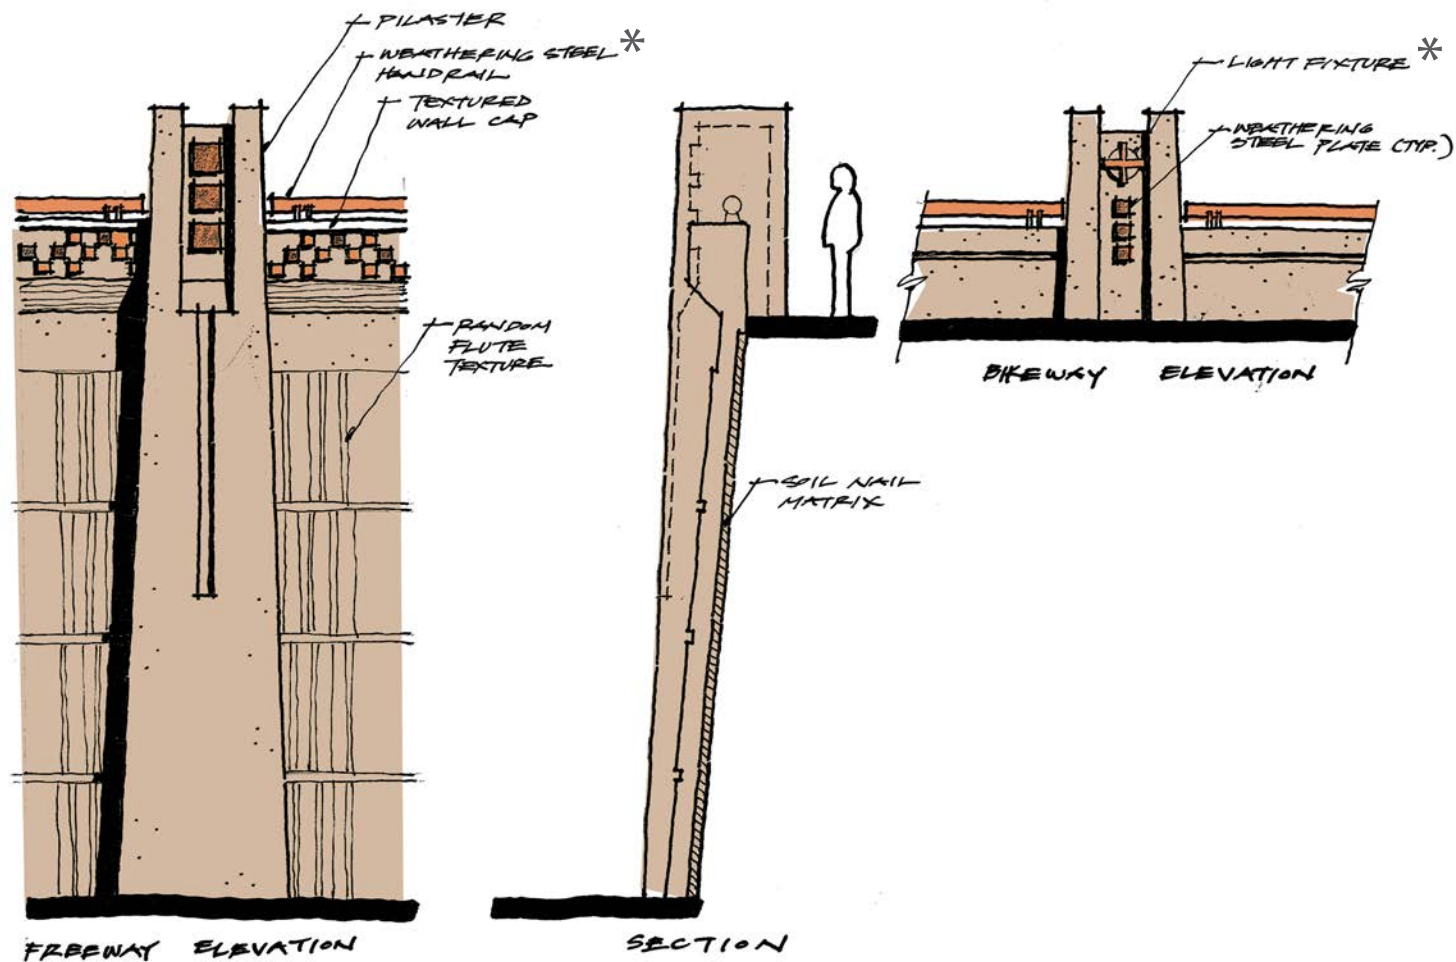 PILASTER
WEATHERING STEEL *
HANDRAIL
TEXTURED
WALL CAP
RANDOM
FLUTE
TEXTURE
FREEWAY ELEVATION
SOIL NAIL
MATRIX
SECTION
LIGHT FIXTURE *
WEATHERING
STEEL PLATE (TYP.)
BIKEWAY ELEVATION